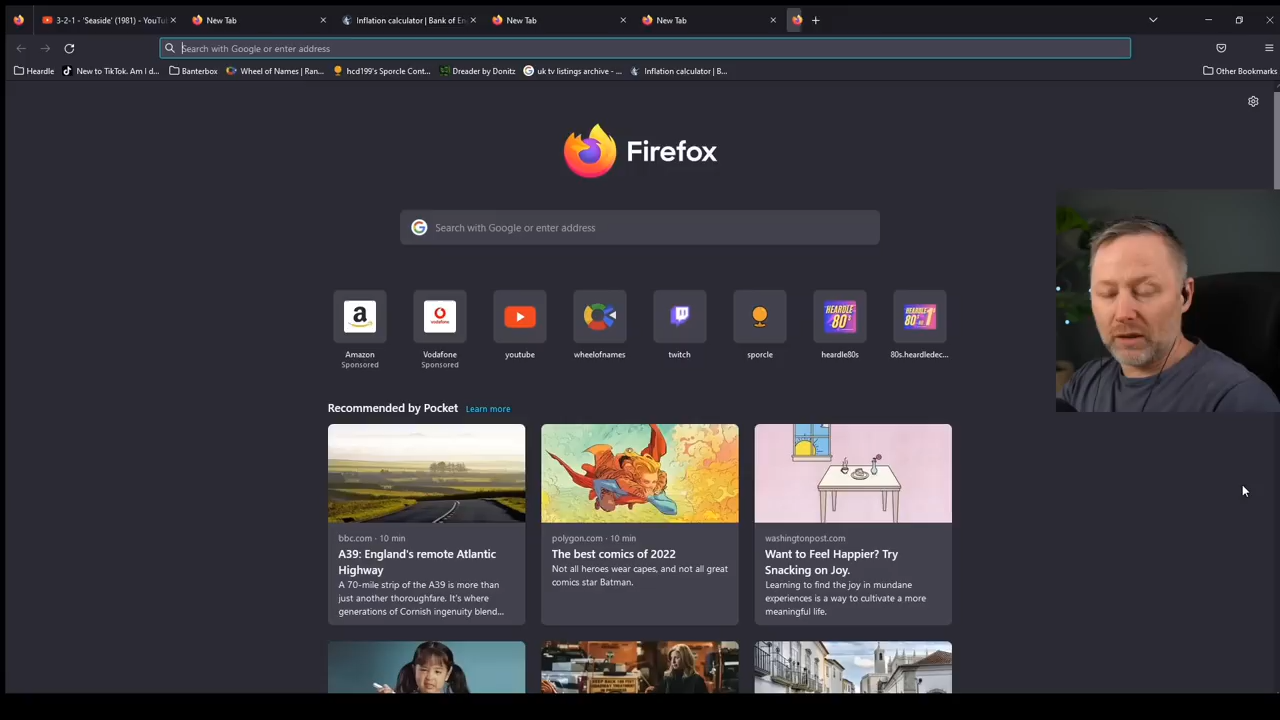 3-2-1 - 'Seaside' (1981) - YouTu
New Tab
Inflation calculator | Bank of En
New Tab
New Tab
Search with Google or enter address
Heardle
New to TikTok. Am I d...
Banterbox
Wheel of Names | Ran...
hcd199's Sporcle Cont...
Dreader by Donitz
uk tv listings archive - ...
Inflation calculator | B...
Other Bookmarks
Firefox
Search with Google or enter address
Amazon
Sponsored
Vodafone
Sponsored
youtube
wheelofnames
twitch
sporcle
heardle80s
80s.heardledec...
Recommended by Pocket Learn more
bbc.com · 10 min
A39: England's remote Atlantic
Highway
A 70-mile strip of the A39 is more than
just another thoroughfare. It's where
generations of Cornish ingenuity blend...
polygon.com · 10 min
The best comics of 2022
Not all heroes wear capes, and not all great
comics star Batman.
washingtonpost.com
Want to Feel Happier? Try
Snacking on Joy.
Learning to find the joy in mundane
experiences is a way to cultivate a more
meaningful life.